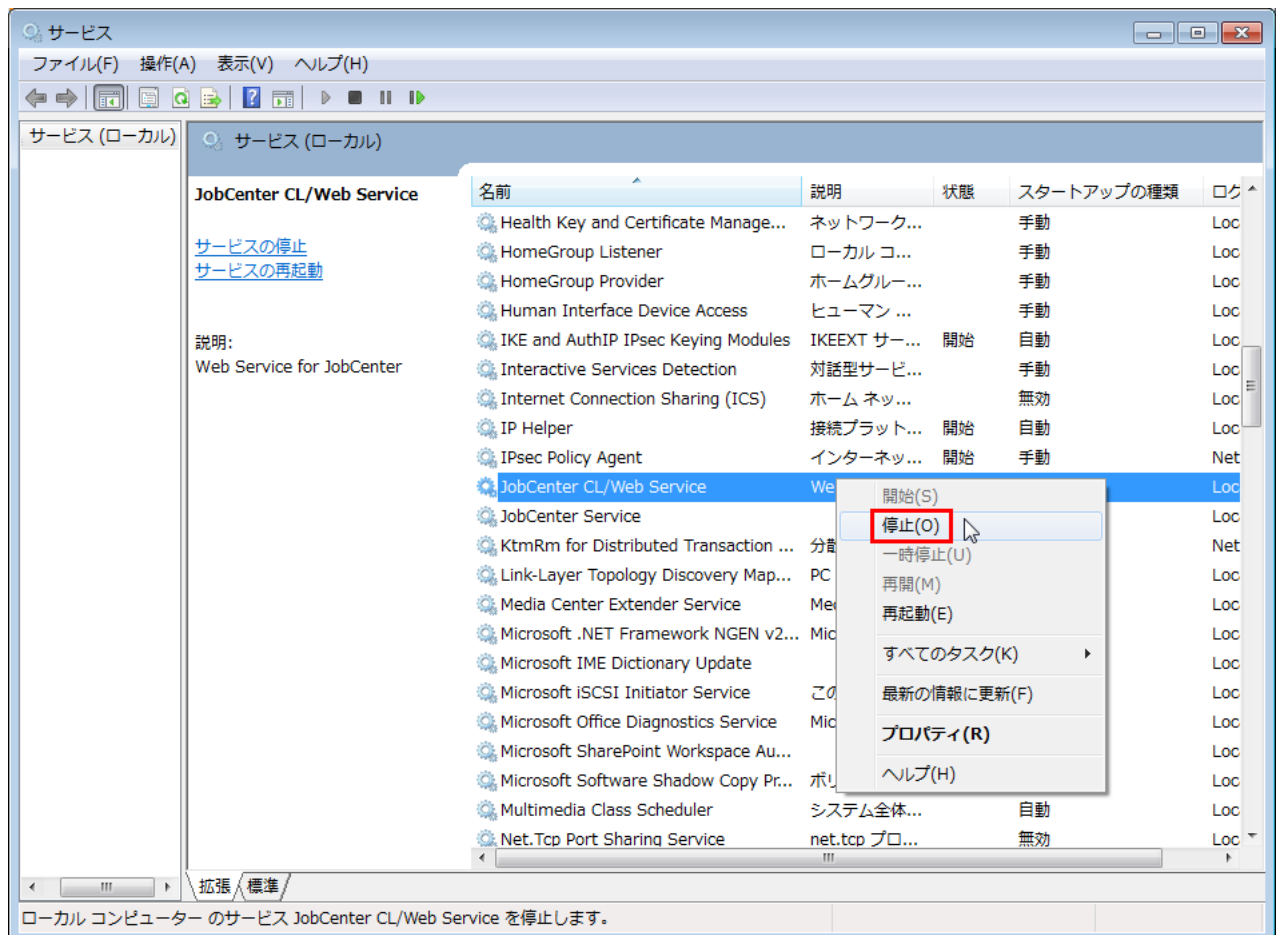 サービス
ファイル(F) 操作(A) 表示(V) ヘルプ(H)
サービス (ローカル)
サービス (ローカル)
JobCenter CL/Web Service
サービスの停止
サービスの再起動
説明:
Web Service for JobCenter
名前 説明 状態 スタートアップの種類 ログ
Health Key and Certificate Manage... ネットワーク... 手動 Loc
HomeGroup Listener ローカル コ... 手動 Loc
HomeGroup Provider ホームグルー... 手動 Loc
Human Interface Device Access ヒューマン ... 手動 Loc
IKE and AuthIP IPsec Keying Modules IKEEXT サー... 開始 自動 Loc
Interactive Services Detection 対話型サービ... 手動 Loc
Internet Connection Sharing (ICS) ホーム ネッ... 無効 Loc
IP Helper 接続プラット... 開始 自動 Loc
IPsec Policy Agent インターネッ... 開始 手動 Net
JobCenter CL/Web Service We Loc
JobCenter Service Loc
KtmRm for Distributed Transaction ... 分散 Net
Link-Layer Topology Discovery Map... PC Loc
Media Center Extender Service Med Loc
Microsoft .NET Framework NGEN v2... Mic Loc
Microsoft IME Dictionary Update Loc
Microsoft iSCSI Initiator Service この Loc
Microsoft Office Diagnostics Service Mic Loc
Microsoft SharePoint Workspace Au... Loc
Microsoft Software Shadow Copy Pr... ボリ Loc
Multimedia Class Scheduler システム全体... 自動 Loc
Net.Tcp Port Sharing Service net.tcp プロ... 無効 Loc
開始(S)
停止(O)
一時停止(U)
再開(M)
再起動(E)
すべてのタスク(K)
最新の情報に更新(F)
プロパティ(R)
ヘルプ(H)
拡張 標準
ローカル コンピューター のサービス JobCenter CL/Web Service を停止します。